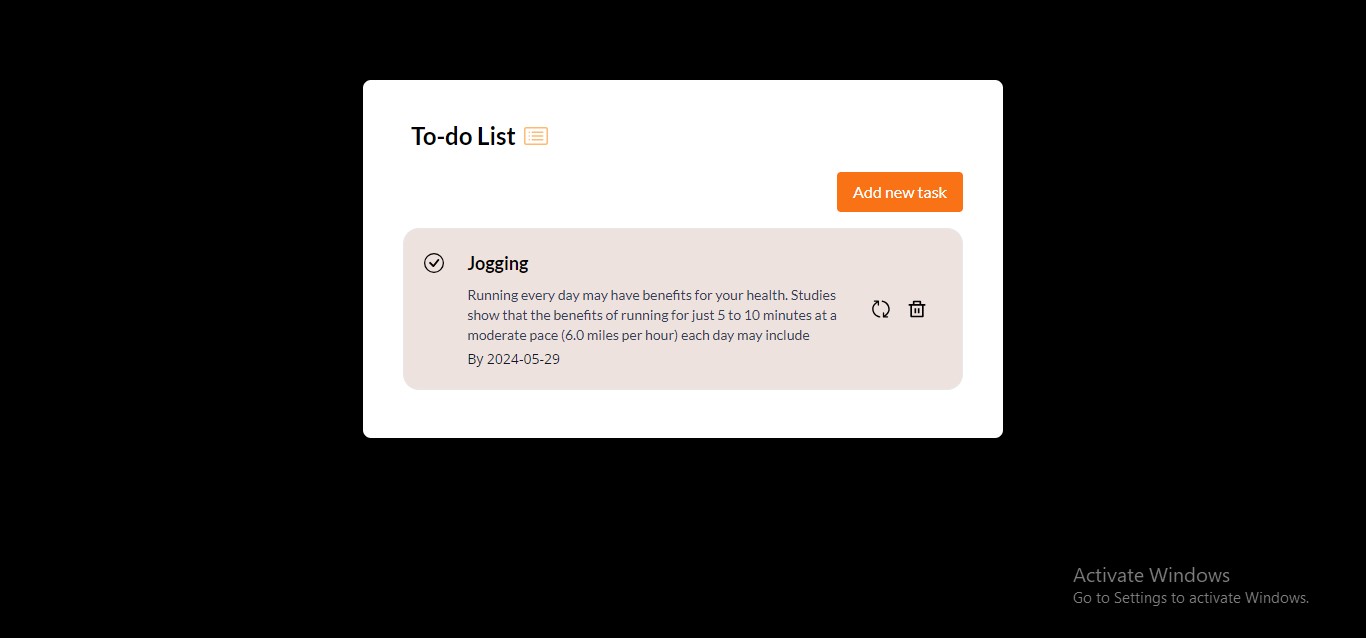 To-do List
Add new task
Jogging
Running every day may have benefits for your health. Studies
show that the benefits of running for just 5 to 10 minutes at a
moderate pace (6.0 miles per hour) each day may include
By 2024-05-29
Activate Windows
Go to Settings to activate Windows.